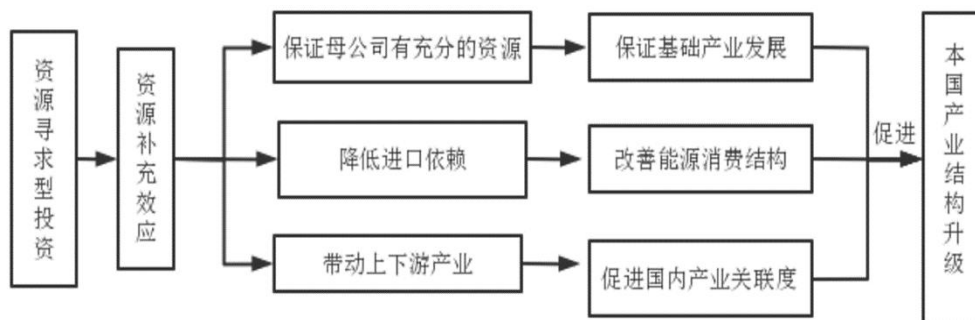 资源寻求型投资
资源补充效应
保证母公司有充分的资源
保证基础产业发展
降低进口依赖
改善能源消费结构
带动上下游产业
促进国内产业关联度
促进
本国产业结构升级